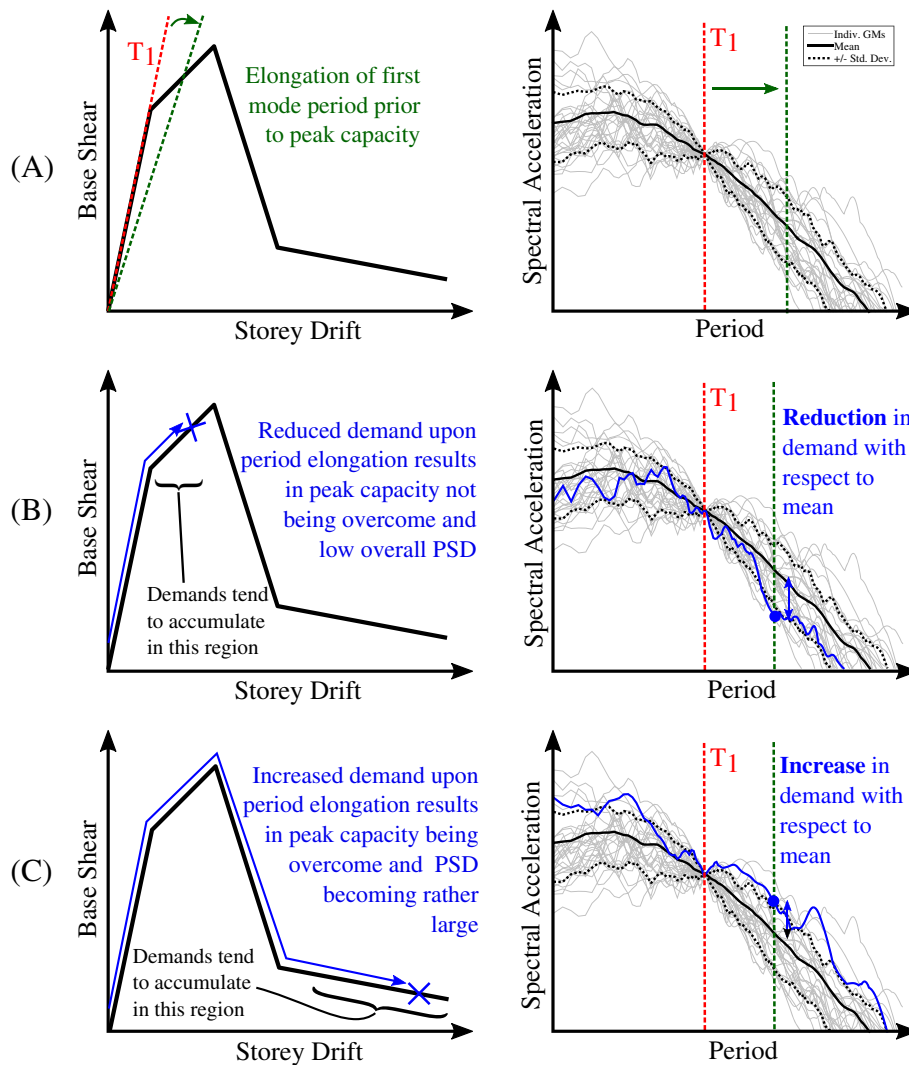 (A)
Base Shear
T1
Elongation of first
mode period prior
to peak capacity
Storey Drift
Spectral Acceleration
T1
Indiv. GMs
Mean
+/- Std. Dev.
Period
(B)
Base Shear
Reduced demand upon
period elongation results
in peak capacity not
being overcome and
low overall PSD
Demands tend
to accumulate
in this region
Storey Drift
Spectral Acceleration
T1
Reduction in
demand with
respect to
mean
Period
(C)
Base Shear
Increased demand upon
period elongation results
in peak capacity being
overcome and PSD
becoming rather
large
Demands tend
to accumulate
in this region
Storey Drift
Spectral Acceleration
T1
Increase in
demand with
respect to
mean
Period